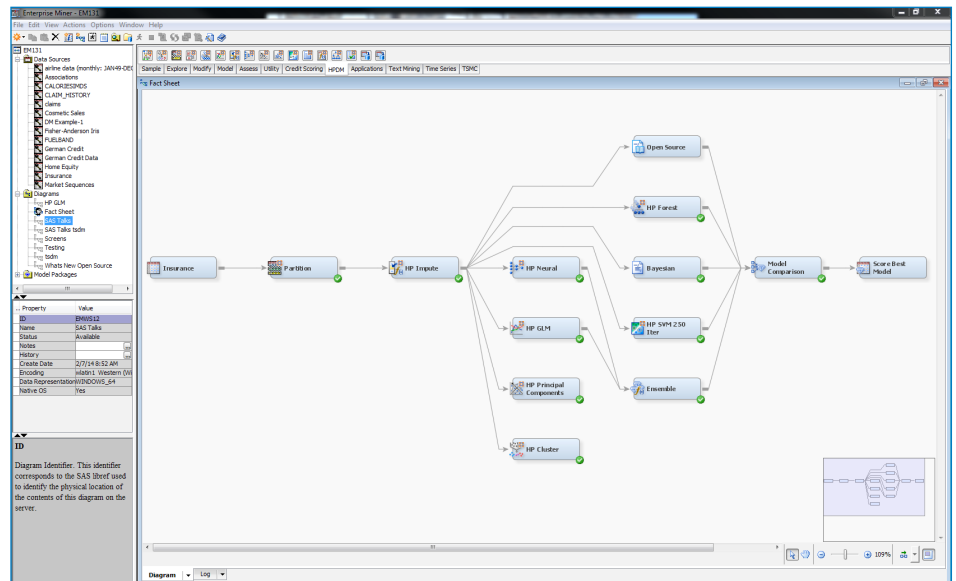 Enterprise Miner - EM131
File Edit View Actions Options Window Help
EM131
Data Sources
airline data (monthly: JAN49-DEC
Associations
CALORIESIMDS
CLAIM_HISTORY
claims
Cosmetic Sales
DM Example-1
Fisher-Anderson Iris
FUELBAND
German Credit
German Credit Data
Home Equity
Insurance
Market Sequences
Diagrams
HP GLM
Fact Sheet
SAS Talks
SAS Talks tsdm
Screens
Testing
tsdm
Whats New Open Source
Model Packages
.. Property Value
ID EMWS12
Name SAS Talks
Status Available
Notes ...
History ...
Create Date 2/7/14 8:52 AM
Encoding wlatin1 Western (Wi
Data Representation WINDOWS_64
Native OS Yes
ID
Diagram Identifier. This identifier
corresponds to the SAS libref used
to identify the physical location of
the contents of this diagram on the
server.
Sample Explore Modify Model Assess Utility Credit Scoring HPDM Applications Text Mining Time Series TSMC
Fact Sheet
Open Source
HP Forest
Insurance
Partition
HP Impute
HP Neural
Bayesian
Model
Comparison
Score Best
Model
HP GLM
HP SVM 250
Iter
HP Principal
Components
Ensemble
HP Cluster
109%
Diagram Log